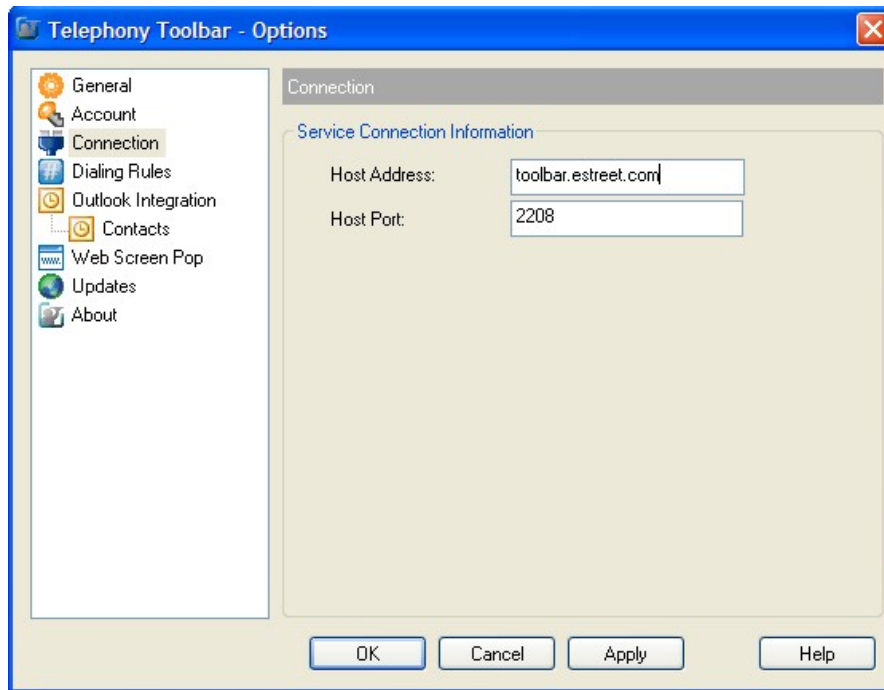 Telephony Toolbar - Options
General
Account
Connection
Dialing Rules
Outlook Integration
Contacts
Web Screen Pop
Updates
About
Connection
Service Connection Information
Host Address: toolbar.estreet.com
Host Port: 2208
OK Cancel Apply Help